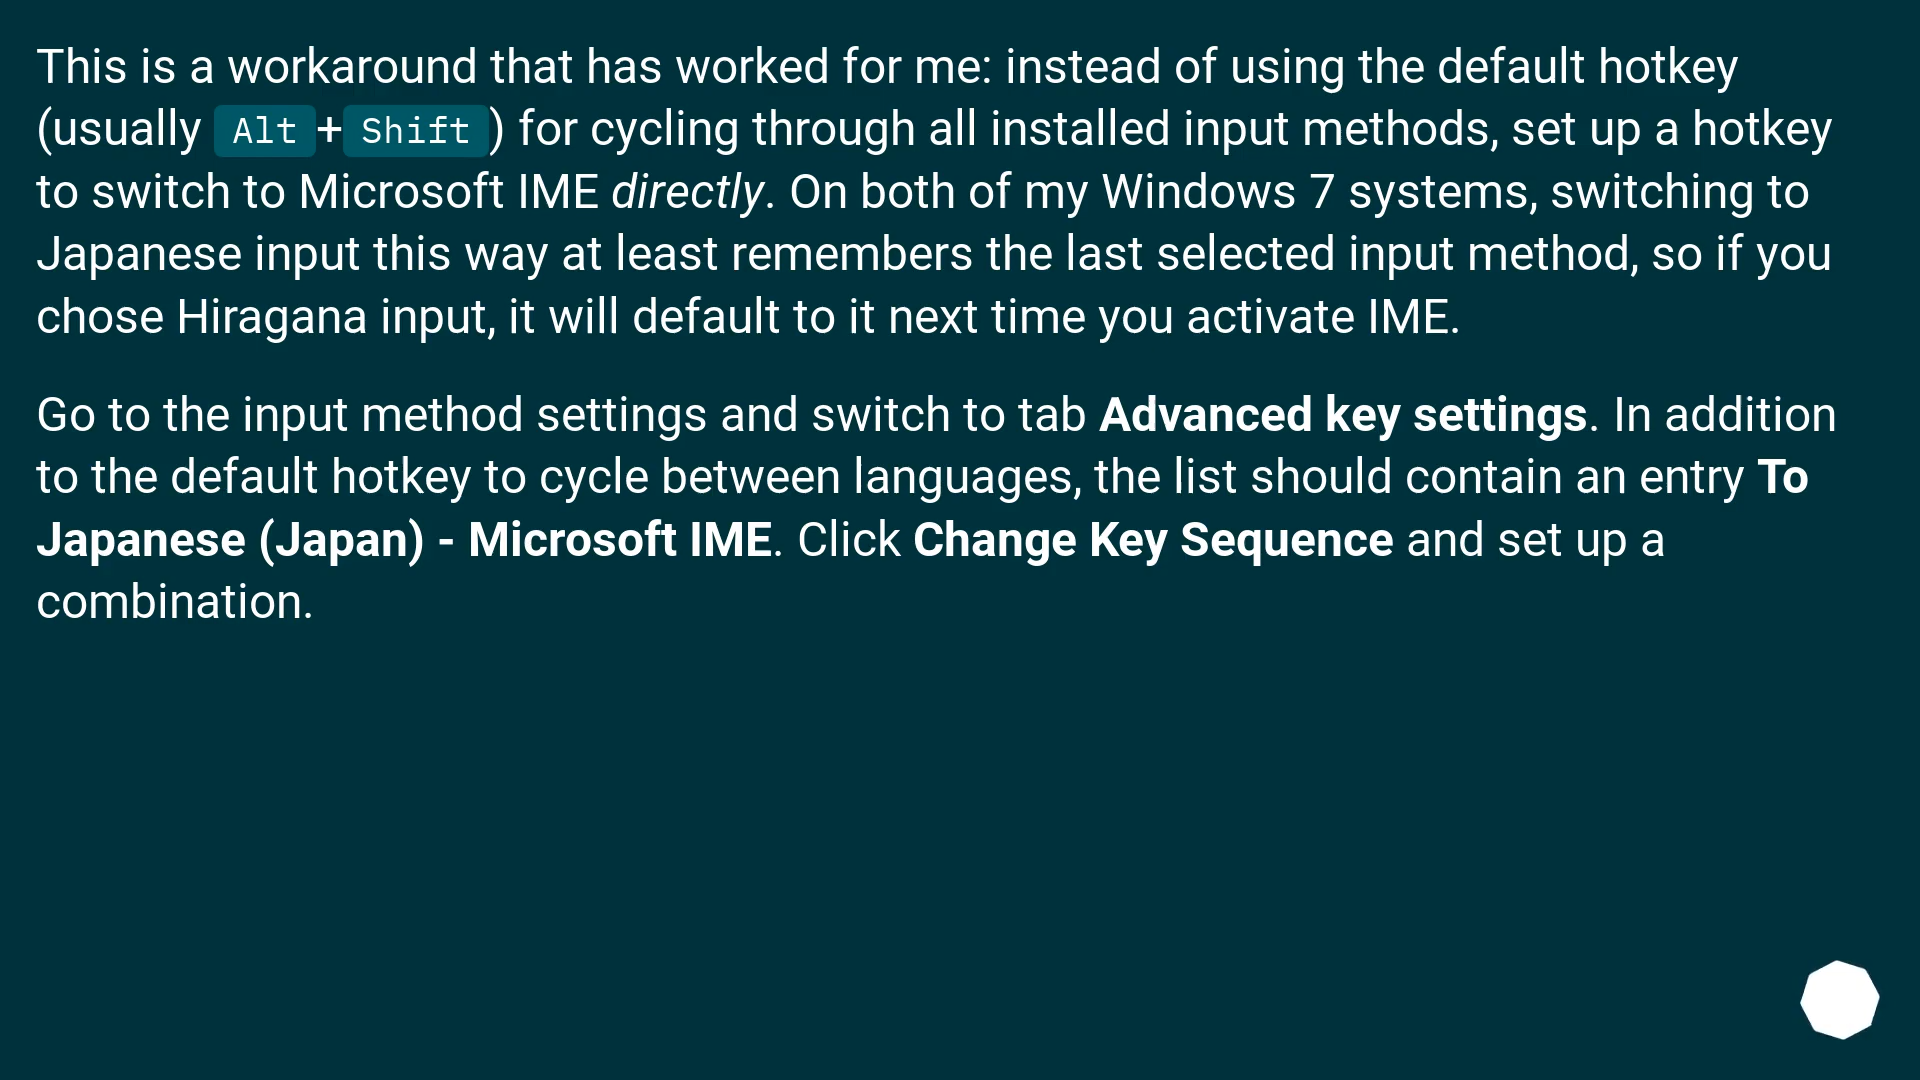 This is a workaround that has worked for me: instead of using the default hotkey
(usually Alt+Shift) for cycling through all installed input methods, set up a hotkey
to switch to Microsoft IME directly. On both of my Windows 7 systems, switching to
Japanese input this way at least remembers the last selected input method, so if you
chose Hiragana input, it will default to it next time you activate IME.
Go to the input method settings and switch to tab Advanced key settings. In addition
to the default hotkey to cycle between languages, the list should contain an entry To
Japanese (Japan) - Microsoft IME. Click Change Key Sequence and set up a
combination.